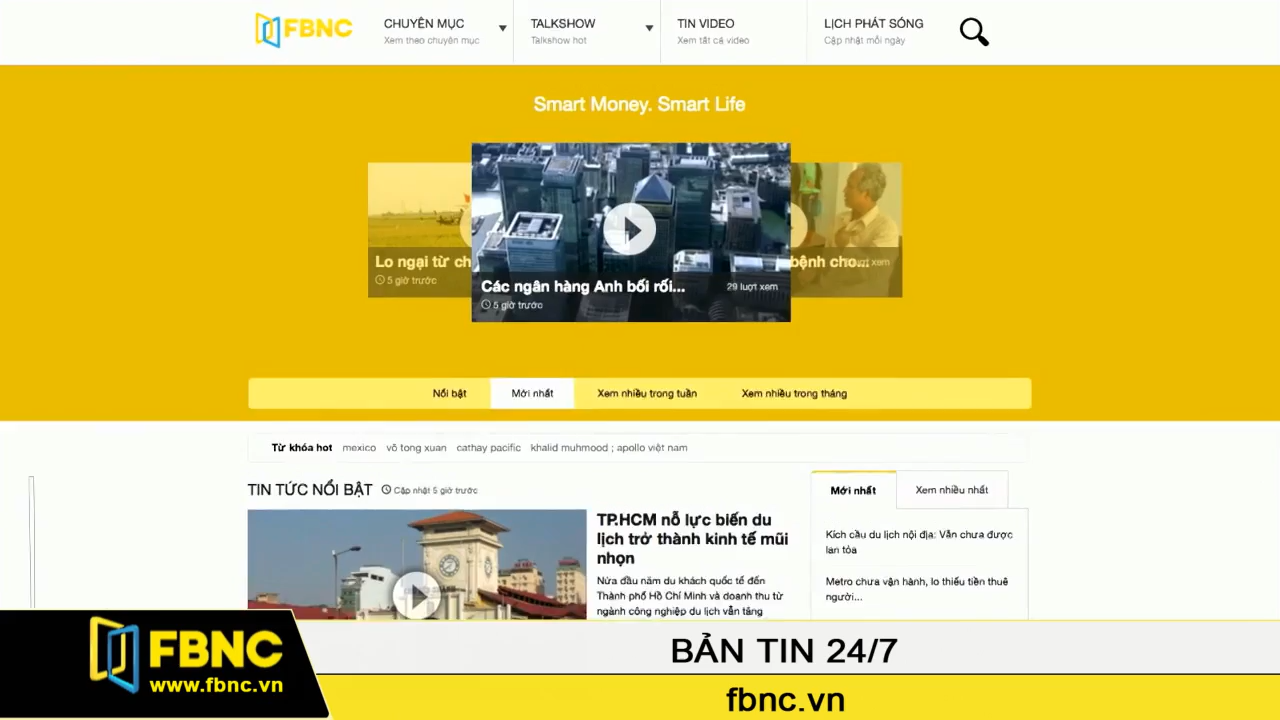 FBNC
CHUYÊN MỤC
Xem theo chuyên mục
TALKSHOW
Talkshow hot
TIN VIDEO
Xem tất cả video
LỊCH PHÁT SÓNG
Cập nhật mỗi ngày
Smart Money. Smart Life
Lo ngại từ ch
5 giờ trước
Các ngân hàng Anh bối rối...
29 lượt xem
5 giờ trước
bệnh cho...
Nổi bật
Mới nhất
Xem nhiều trong tuần
Xem nhiều trong tháng
Từ khóa hot mexico võ tong xuan cathay pacific khalid muhmood ; apollo việt nam
TIN TỨC NỔI BẬT
Cập nhật 5 giờ trước
TP.HCM nỗ lực biến du
lịch trở thành kinh tế mũi
nhọn
Nửa đầu năm du khách quốc tế đến
Thành phố Hồ Chí Minh và doanh thu từ
ngành công nghiệp du lịch vẫn tăng
Mới nhất
Xem nhiều nhất
Kích cầu du lịch nội địa: Vẫn chưa được
lan tỏa
Metro chưa vận hành, lo thiếu tiền thuê
người...
FBNC
www.fbnc.vn
BẢN TIN 24/7
fbnc.vn